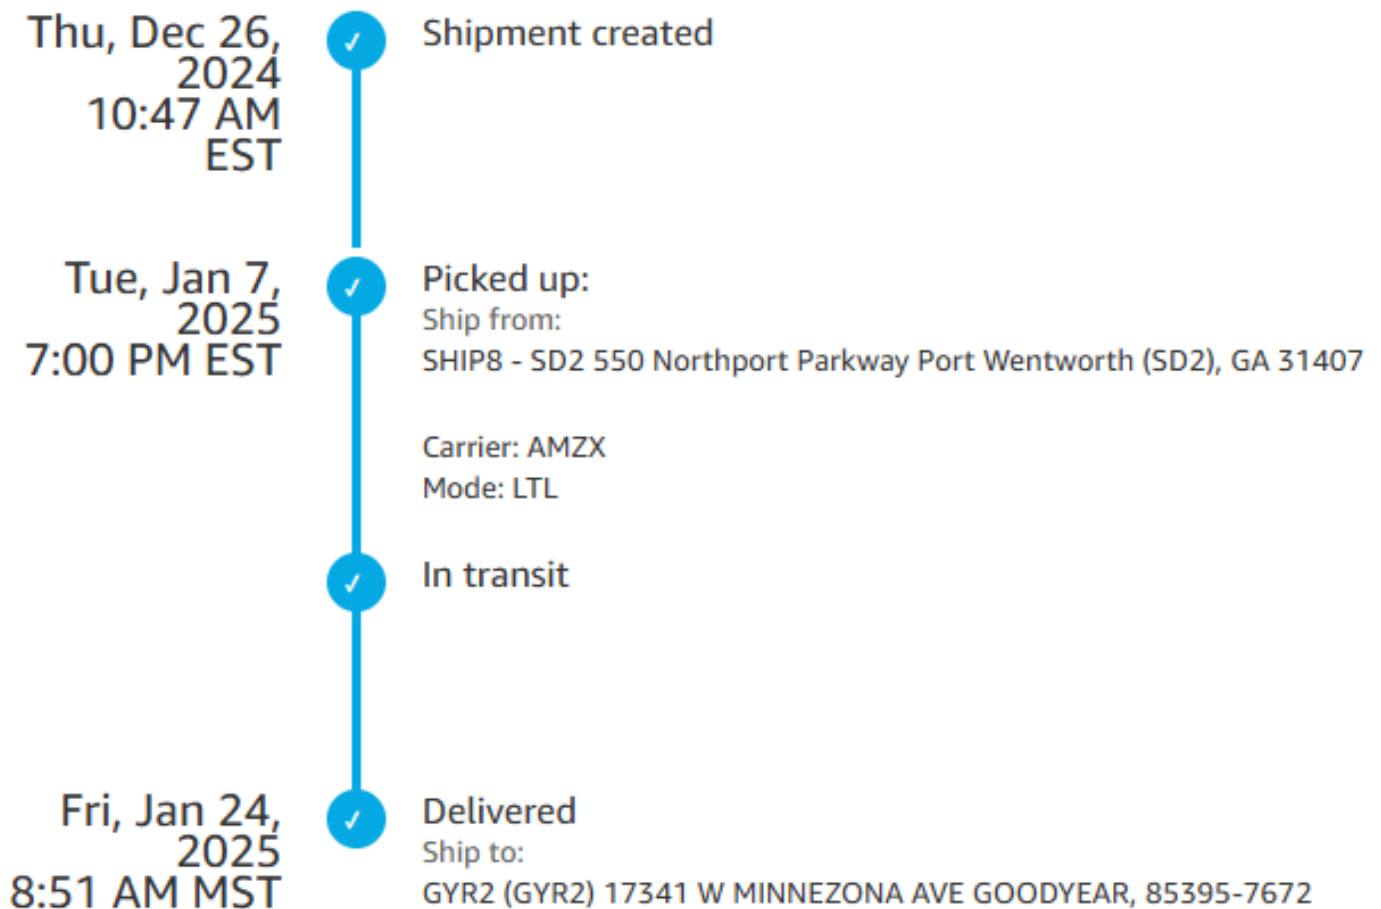 Thu, Dec 26,
2024
10:47 AM
EST
Shipment created
Tue, Jan 7,
2025
7:00 PM EST
Picked up:
Ship from:
SHIP8 - SD2 550 Northport Parkway Port Wentworth (SD2), GA 31407
Carrier: AMZX
Mode: LTL
In transit
Fri, Jan 24,
2025
8:51 AM MST
Delivered
Ship to:
GYR2 (GYR2) 17341 W MINNEZONA AVE GOODYEAR, 85395-7672